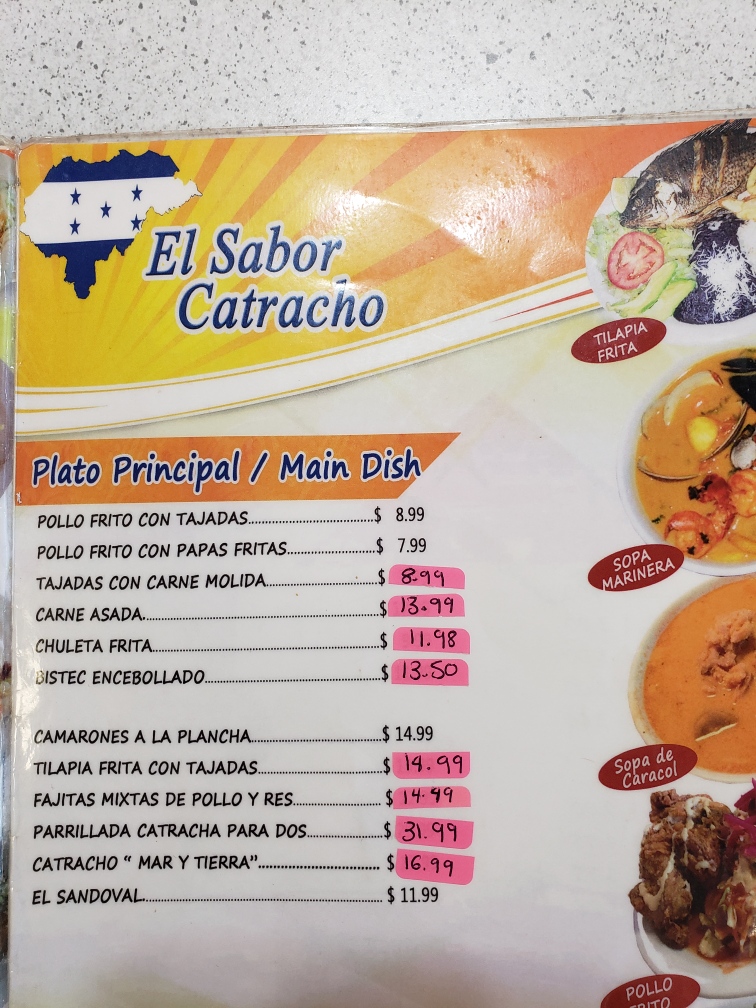 El Sabor
Catracho
TILAPIA
FRITA
Plato Principal / Main Dish
POLLO FRITO CON TAJADAS..............................$ 8.99
POLLO FRITO CON PAPAS FRITAS.....................$ 7.99
TAJADAS CON CARNE MOLIDA..........................$ 8.99
CARNE ASADA.......................................................$ 13.99
CHULETA FRITA.....................................................$ 11.98
BISTEC ENCEBOLLADO.........................................$ 13.50
CAMARONES A LA PLANCHA...............................$ 14.99
TILAPIA FRITA CON TAJADAS..............................$ 14.99
FAJITAS MIXTAS DE POLLO Y RES.....................$ 14.99
PARRILLADA CATRACHA PARA DOS..................$ 31.99
CATRACHO “ MAR Y TIERRA”.............................. $ 16.99
EL SANDOVAL......................................................... $ 11.99
SOPA
MARINERA
Sopa de
Caracol
POLLO
FRITO